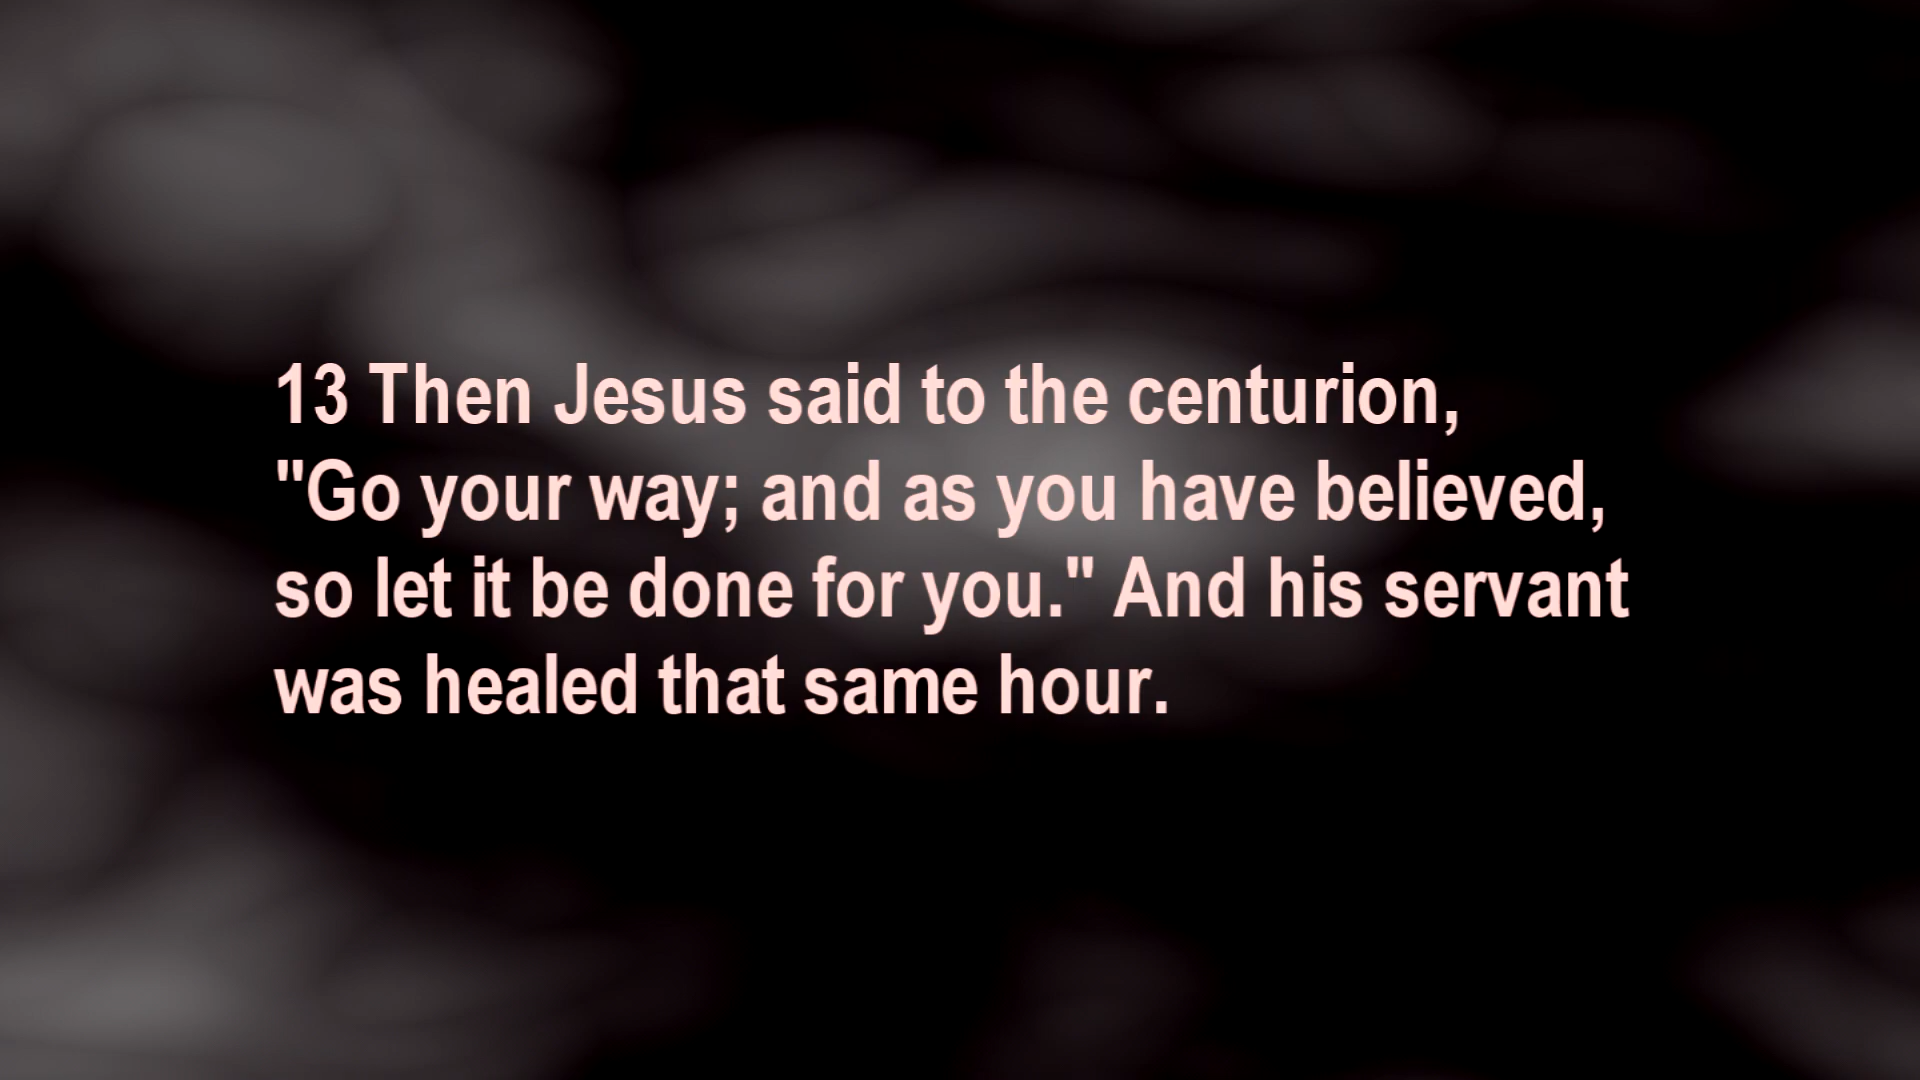 13 Then Jesus said to the centurion,
"Go your way; and as you have believed,
so let it be done for you." And his servant
was healed that same hour.